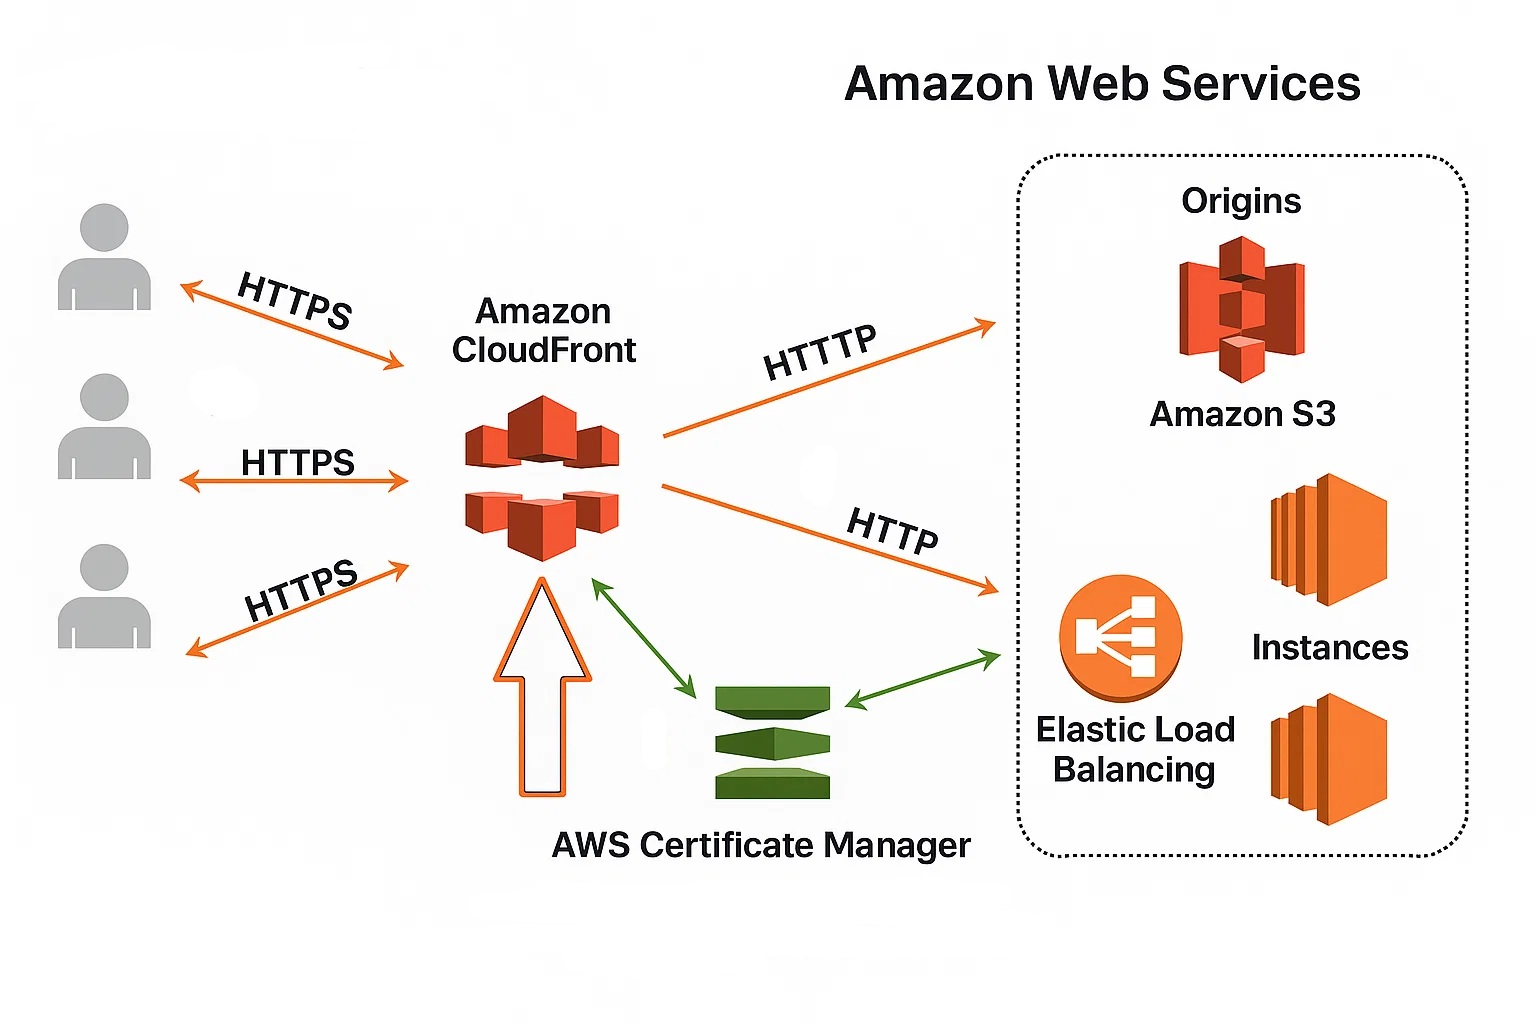 Amazon Web Services
Origins
HTTPS
Amazon
CloudFront
HTTTP
Amazon S3
HTTPS
HTTP
HTTPS
Instances
Elastic Load
Balancing
AWS Certificate Manager